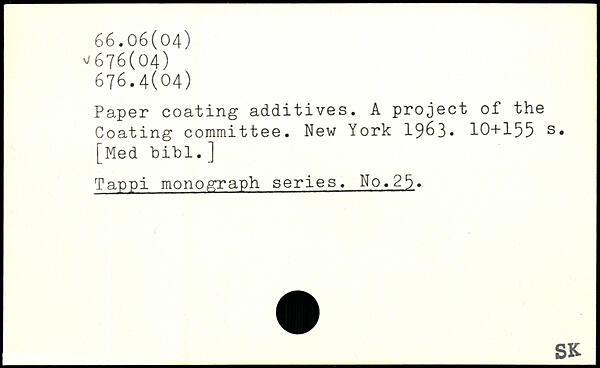 66.06(04)
v676(04)
676.4(04)
Paper coating additives. A project of the
Coating committee. New York 1963. 10+155 s.
[Med bibl.]
Tappi monograph series. No.25.
SK